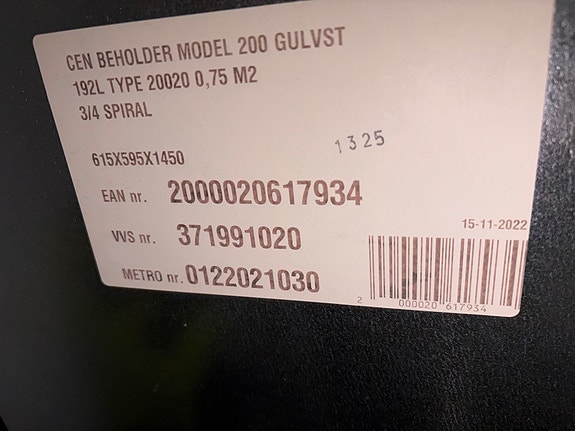 CEN BEHOLDER MODEL 200 GULVST
192L TYPE 20020 0,75 M2
3/4 SPIRAL
1325
615X595X1450
EAN nr. 2000020617934
15-11-2022
VVS nr. 371991020
METRO nr. 0122021030
2 000020 617934